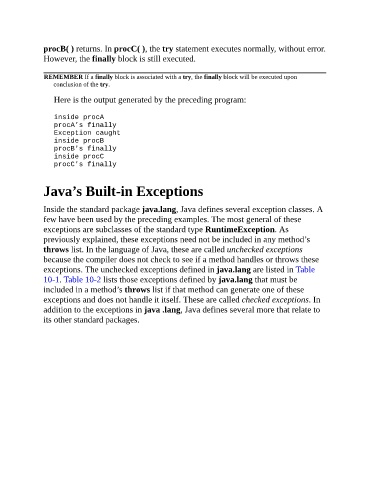 procB( ) returns. In procC( ), the try statement executes normally, without error.
However, the finally block is still executed.
REMEMBER If a finally block is associated with a try, the finally block will be executed upon
conclusion of the try.
Here is the output generated by the preceding program:
inside procA
procA's finally
Exception caught
inside procB
procB's finally
inside procC
procC's finally
Java's Built-in Exceptions
Inside the standard package java.lang, Java defines several exception classes. A
few have been used by the preceding examples. The most general of these
exceptions are subclasses of the standard type RuntimeException. As
previously explained, these exceptions need not be included in any method's
throws list. In the language of Java, these are called unchecked exceptions
because the compiler does not check to see if a method handles or throws these
exceptions. The unchecked exceptions defined in java.lang are listed in Table
10-1. Table 10-2 lists those exceptions defined by java.lang that must be
included in a method's throws list if that method can generate one of these
exceptions and does not handle it itself. These are called checked exceptions. In
addition to the exceptions in java .lang, Java defines several more that relate to
its other standard packages.